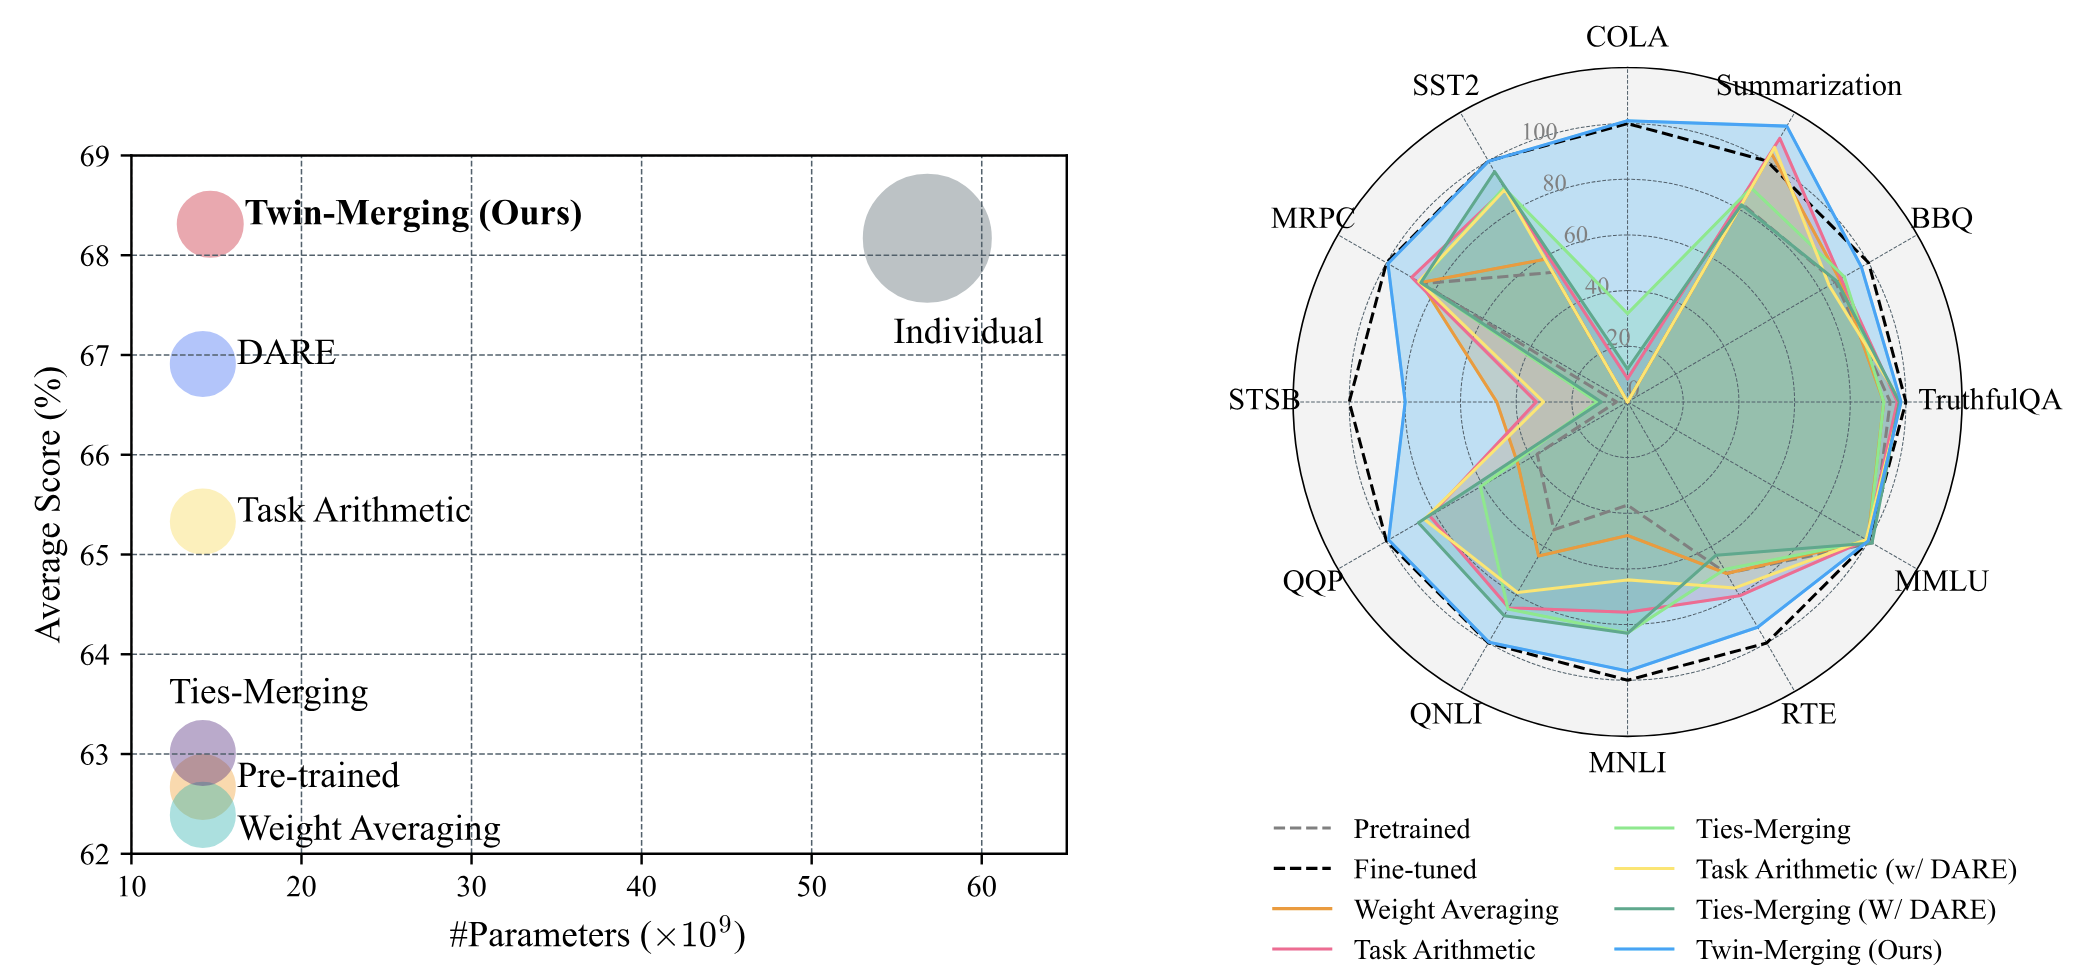 69
68
67
66
65
64
63
62
10
20
30
40
50
60
Average Score (%)
#Parameters (×10⁹)
Twin-Merging (Ours)
Individual
DARE
Task Arithmetic
Ties-Merging
Pre-trained
Weight Averaging
COLA
SST2
Summarization
MRPC
BBQ
STSB
TruthfulQA
QQP
MMLU
QNLI
RTE
MNLI
100
80
60
40
20
Pretrained
Fine-tuned
Weight Averaging
Task Arithmetic
Ties-Merging
Task Arithmetic (w/ DARE)
Ties-Merging (W/ DARE)
Twin-Merging (Ours)